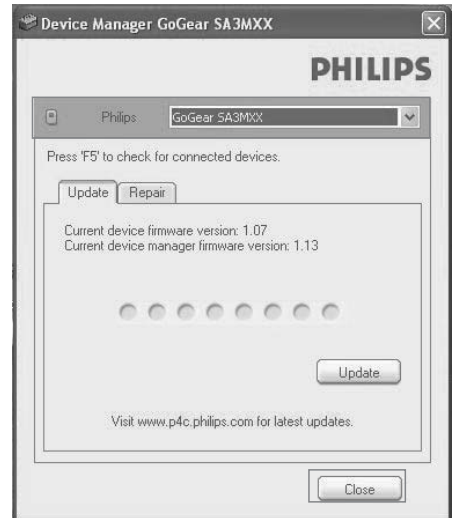 Device Manager GoGear SA3MXX
PHILIPS
Philips GoGear SA3MXX
Press 'F5' to check for connected devices.
Update Repair
Current device firmware version: 1.07
Current device manager firmware version: 1.13
Update
Visit www.p4c.philips.com for latest updates.
Close